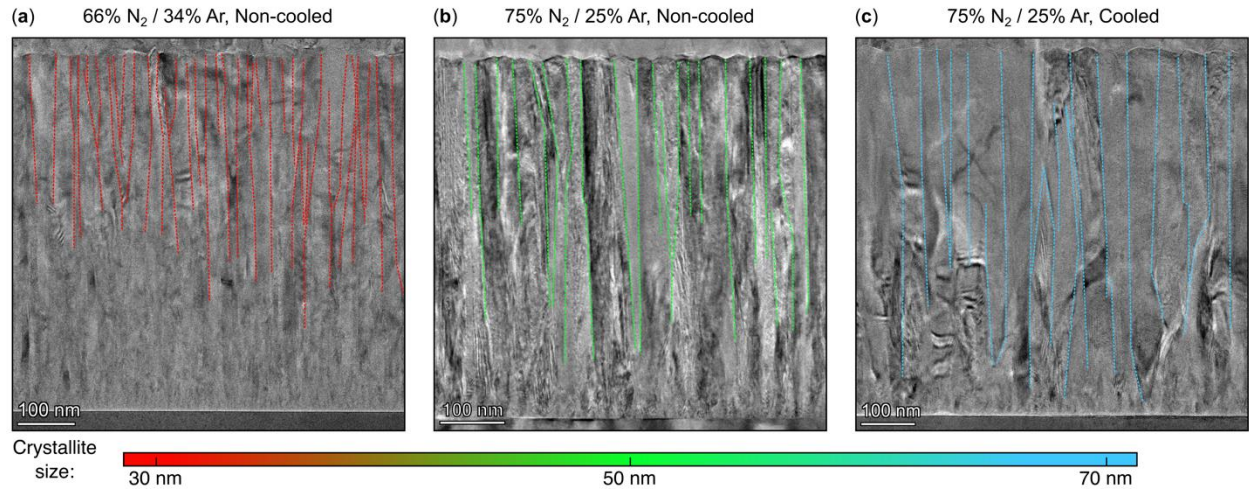 (a) 66% N₂ / 34% Ar, Non-cooled
(b) 75% N₂ / 25% Ar, Non-cooled
(c) 75% N₂ / 25% Ar, Cooled
100 nm
100 nm
100 nm
Crystallite
size:
30 nm
50 nm
70 nm